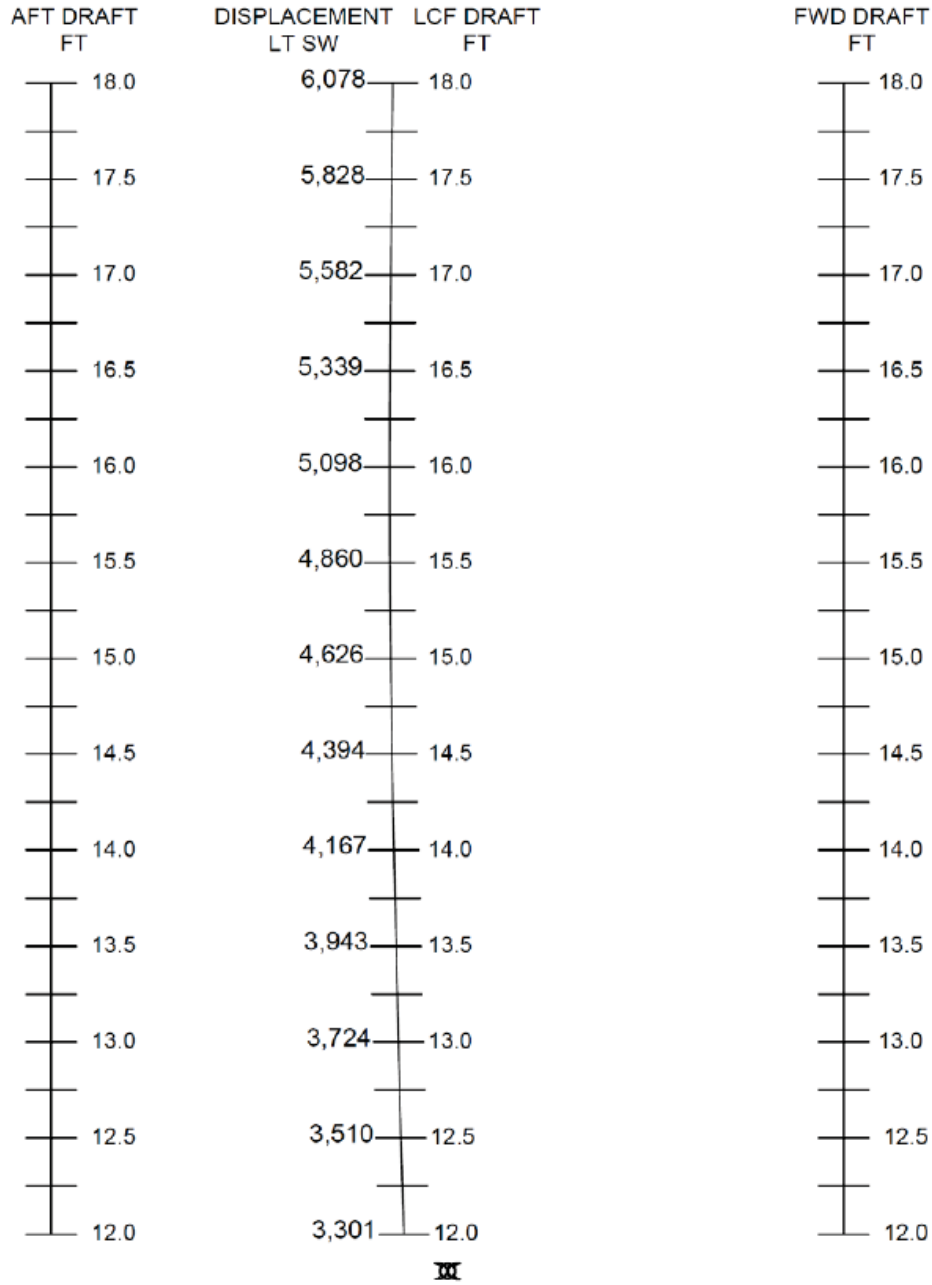 AFT DRAFT DISPLACEMENT LCF DRAFT FWD DRAFT
FT LT SW FT FT
18.0 6,078 18.0 18.0
17.5 5,828 17.5 17.5
17.0 5,582 17.0 17.0
16.5 5,339 16.5 16.5
16.0 5,098 16.0 16.0
15.5 4,860 15.5 15.5
15.0 4,626 15.0 15.0
14.5 4,394 14.5 14.5
14.0 4,167 14.0 14.0
13.5 3,943 13.5 13.5
13.0 3,724 13.0 13.0
12.5 3,510 12.5 12.5
12.0 3,301 12.0 12.0